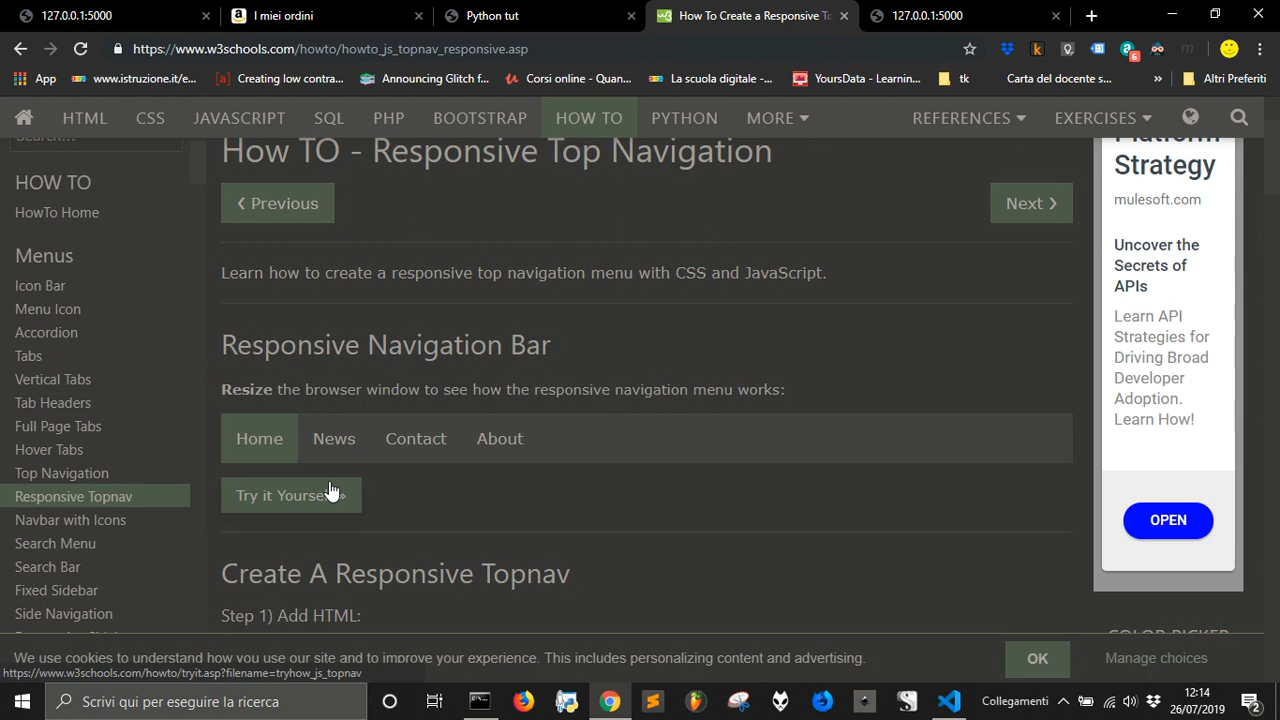 127.0.0.1:5000
I miei ordini
Python tut
How To Create a Responsive To
127.0.0.1:5000
https://www.w3schools.com/howto/howto_js_topnav_responsive.asp
6
App
www.istruzione.it/e...
Creating low contra...
Announcing Glitch f...
Corsi online - Quan...
La scuola digitale -...
YoursData - Learnin...
tk
Carta del docente s...
»
Altri Preferiti
HTML CSS JAVASCRIPT SQL PHP BOOTSTRAP HOW TO PYTHON MORE REFERENCES EXERCISES
Search...
HOW TO
HowTo Home
Menus
Icon Bar
Menu Icon
Accordion
Tabs
Vertical Tabs
Tab Headers
Full Page Tabs
Hover Tabs
Top Navigation
Responsive Topnav
Navbar with Icons
Search Menu
Search Bar
Fixed Sidebar
Side Navigation
How TO - Responsive Top Navigation
❮ Previous
Next ❯
Learn how to create a responsive top navigation menu with CSS and JavaScript.
Responsive Navigation Bar
Resize the browser window to see how the responsive navigation menu works:
Home News Contact About
Try it Yourself »
Create A Responsive Topnav
Step 1) Add HTML:
Platform
Strategy
mulesoft.com
Uncover the
Secrets of
APIs
Learn API
Strategies for
Driving Broad
Developer
Adoption.
Learn How!
OPEN
COLOR PICKER
We use cookies to understand how you use our site and to improve your experience. This includes personalizing content and advertising.
OK
Manage choices
https://www.w3schools.com/howto/tryit.asp?filename=tryhow_js_topnav
Scrivi qui per eseguire la ricerca
Collegamenti
12:14
26/07/2019
2